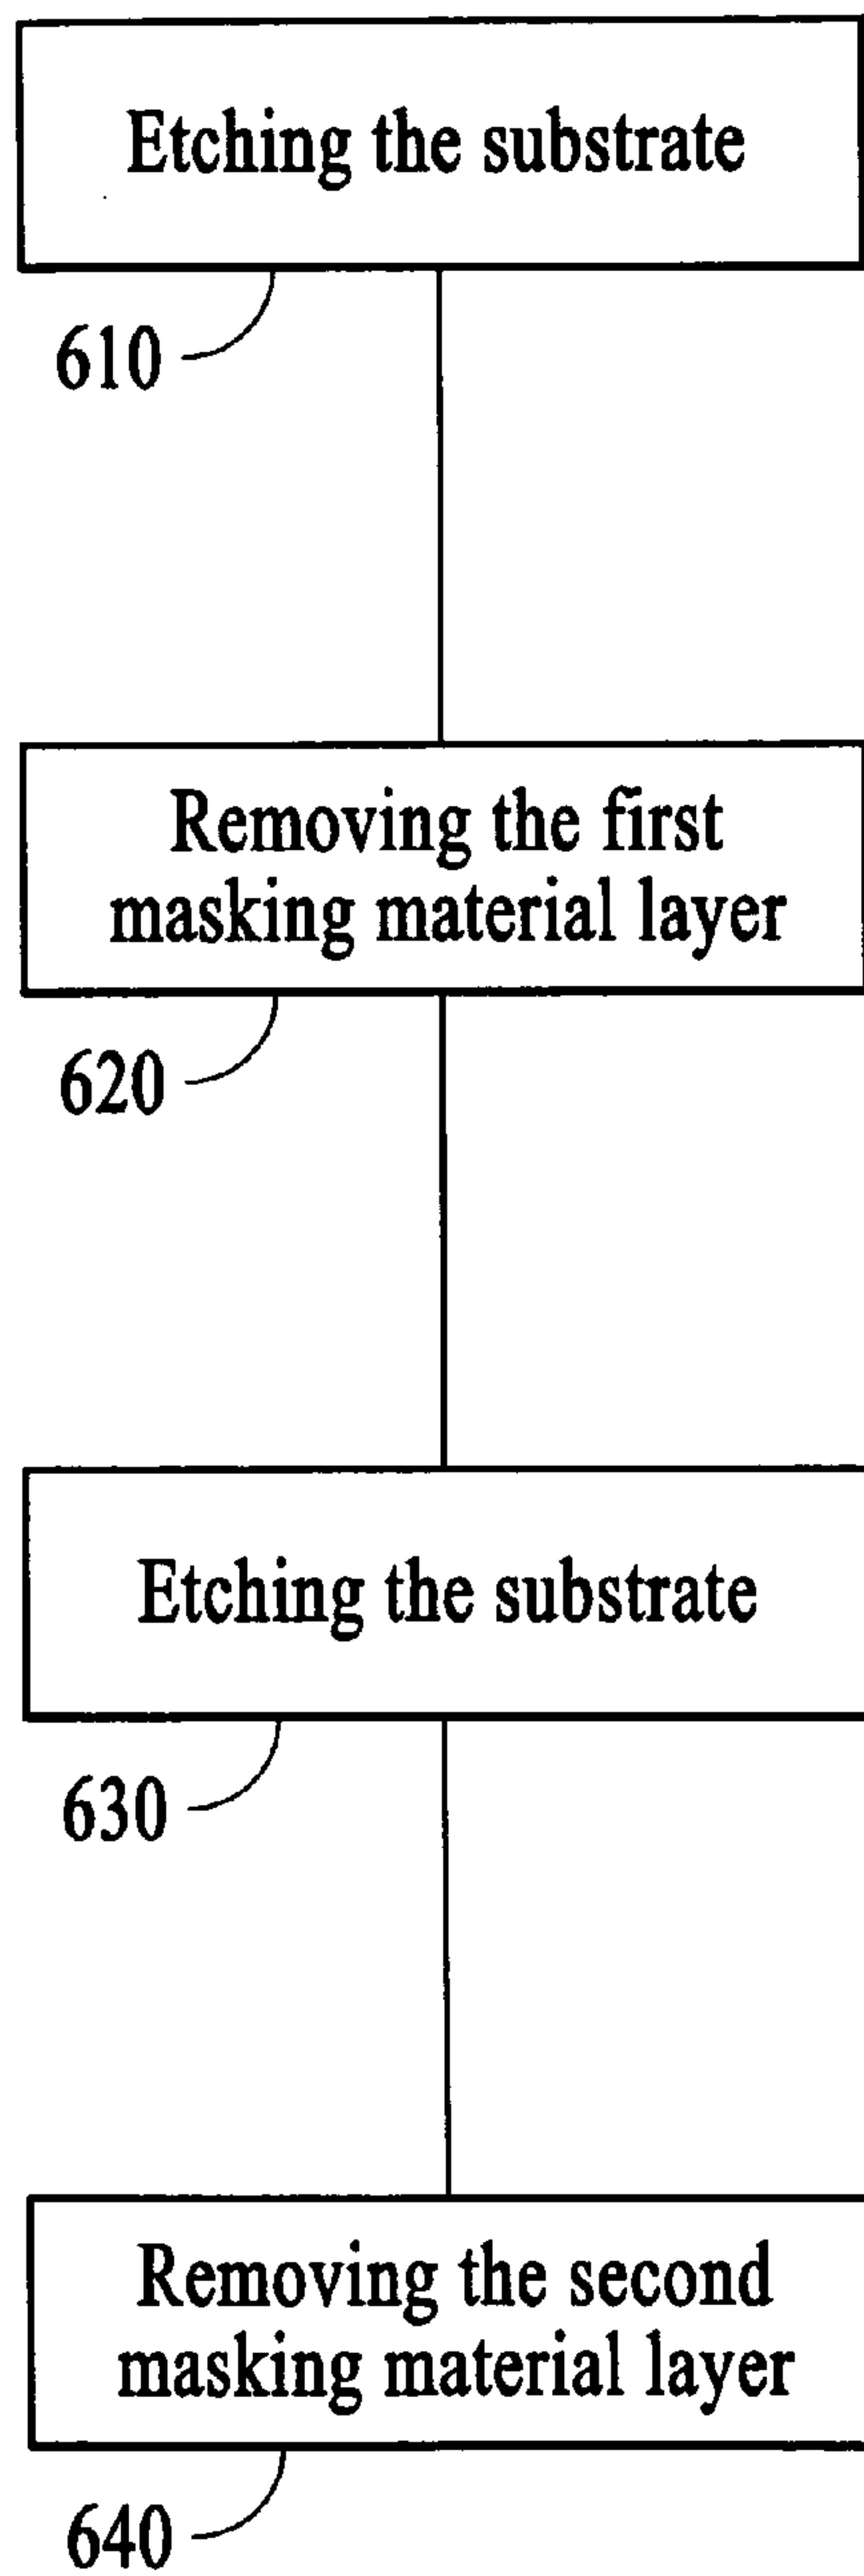 Etching the substrate
610
Removing the first
masking material layer
620
Etching the substrate
630
Removing the second
masking material layer
640